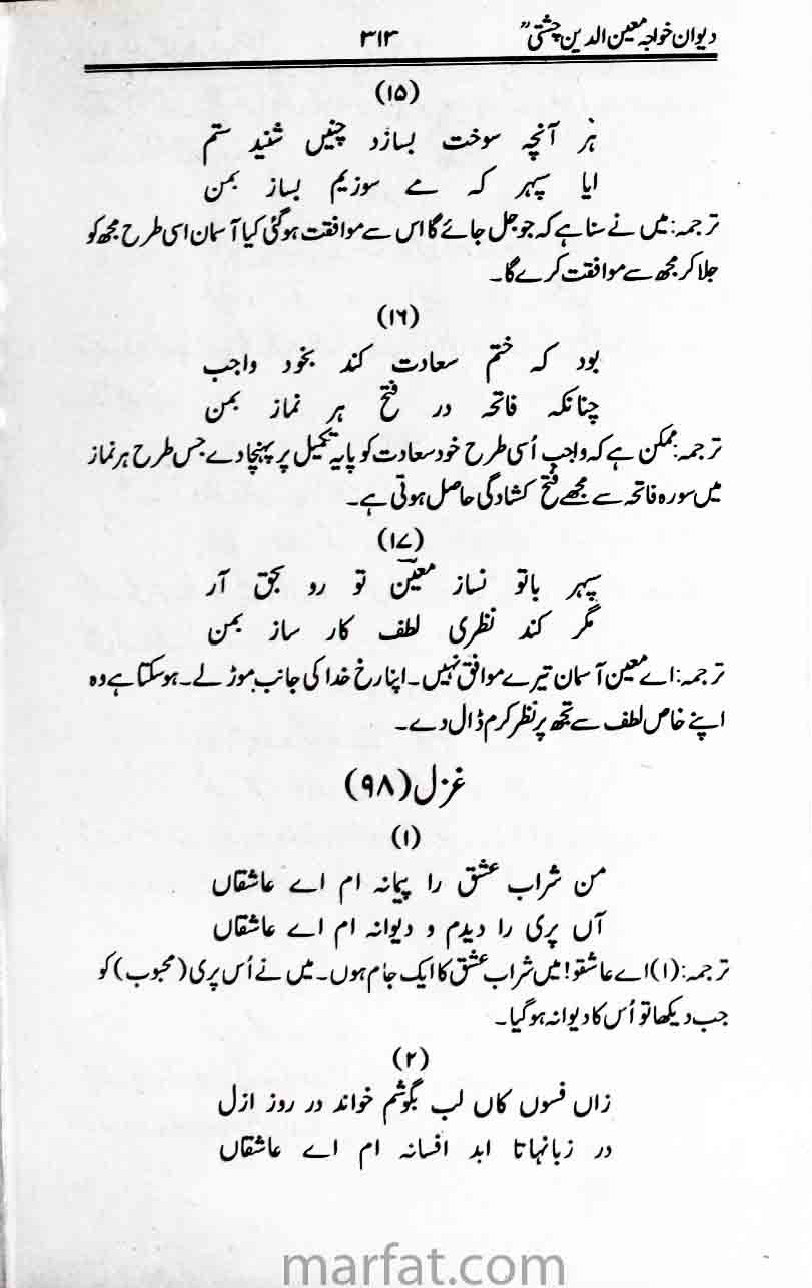 دیوان خواجہ معین الدین چشتیؒ ۳۱۳
(۱۵)
ہر آنچہ سوخت بسازد چنیں شنید ستم
ایا سپہر کہ مے سوزیم بساز بمن
ترجمہ: میں نے سنا ہے کہ جو جل جائے گا اس سے موافقت ہوگئی کیا آسمان اسی طرح مجھ کو
جلا کر مجھ سے موافقت کرے گا۔
(۱۶)
بود کہ ختم سعادت کند بخود واجب
چنانکہ فاتحہ در فتح ہر نماز بمن
ترجمہ: ممکن ہے کہ واجب اُسی طرح خود سعادت کو پایہ تکمیل پر پہنچا دے جس طرح ہر نماز
میں سورہ فاتحہ سے مجھے فتح کشادگی حاصل ہوتی ہے۔
(۱۷)
سپہر باتو نساز معینؔ تو رو بحق آر
مگر کند نظری لطف کار ساز بمن
ترجمہ: اے معین آسمان تیرے موافق نہیں۔ اپنا رخ خدا کی جانب موڑ لے۔ ہوسکتا ہے وہ
اپنے خاص لطف سے تجھ پر نظر کرم ڈال دے۔
غزل (۹۸)
(۱)
من شراب عشق را پیمانہ ام اے عاشقاں
آں پری را دیدم و دیوانہ ام اے عاشقاں
ترجمہ: (۱) اے عاشقو! میں شراب عشق کا ایک جام ہوں۔ میں نے اُس پری (محبوب) کو
جب دیکھا تو اُس کا دیوانہ ہوگیا۔
(۲)
زاں فسوں کاں لب بگوشم خواند در روز ازل
در زبانہا تا ابد افسانہ ام اے عاشقاں
marfat.com